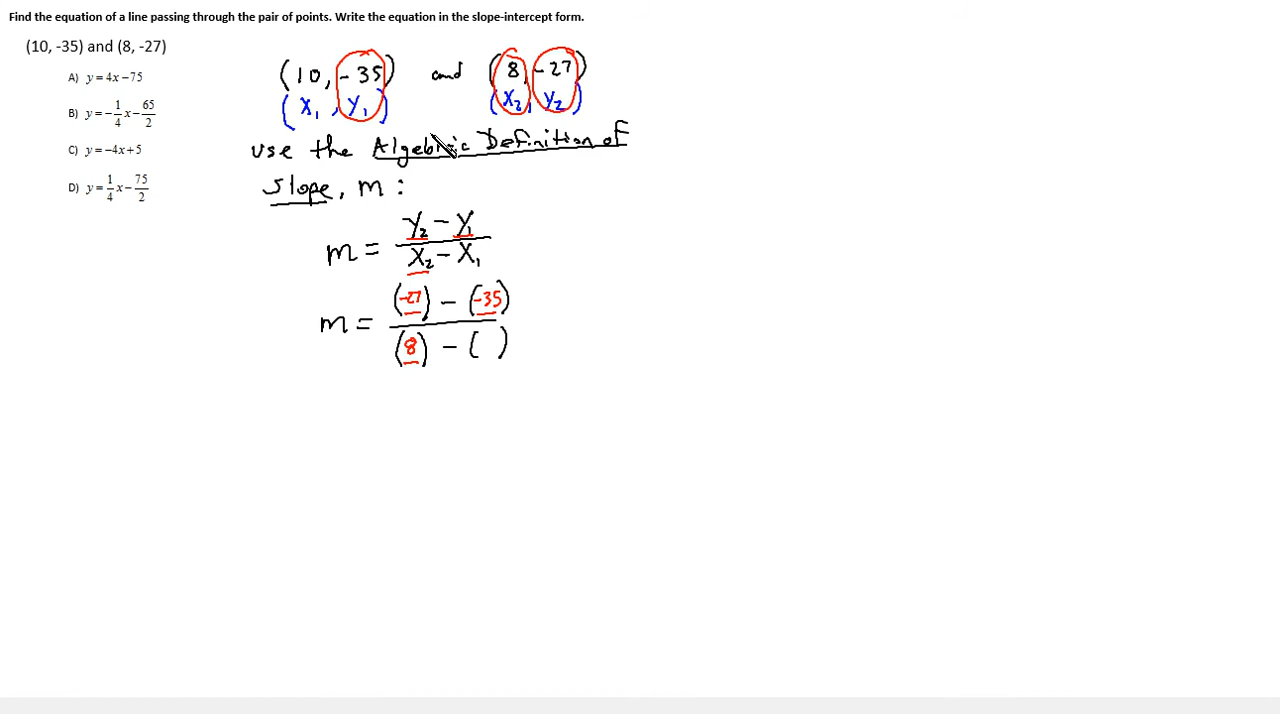 Find the equation of a line passing through the pair of points. Write the equation in the slope-intercept form.
(10, -35) and (8, -27)
A) y = 4x - 75
B) y = -1/4 x - 65/2
C) y = -4x + 5
D) y = 1/4 x - 75/2
(10, -35) and (8, -27)
(X₁, Y₁) (X₂, Y₂)
Use the Algebraic Definition of
Slope, m:
m = Y₂ - Y₁ / X₂ - X₁
m = (-27) - (-35) / (8) - ( )